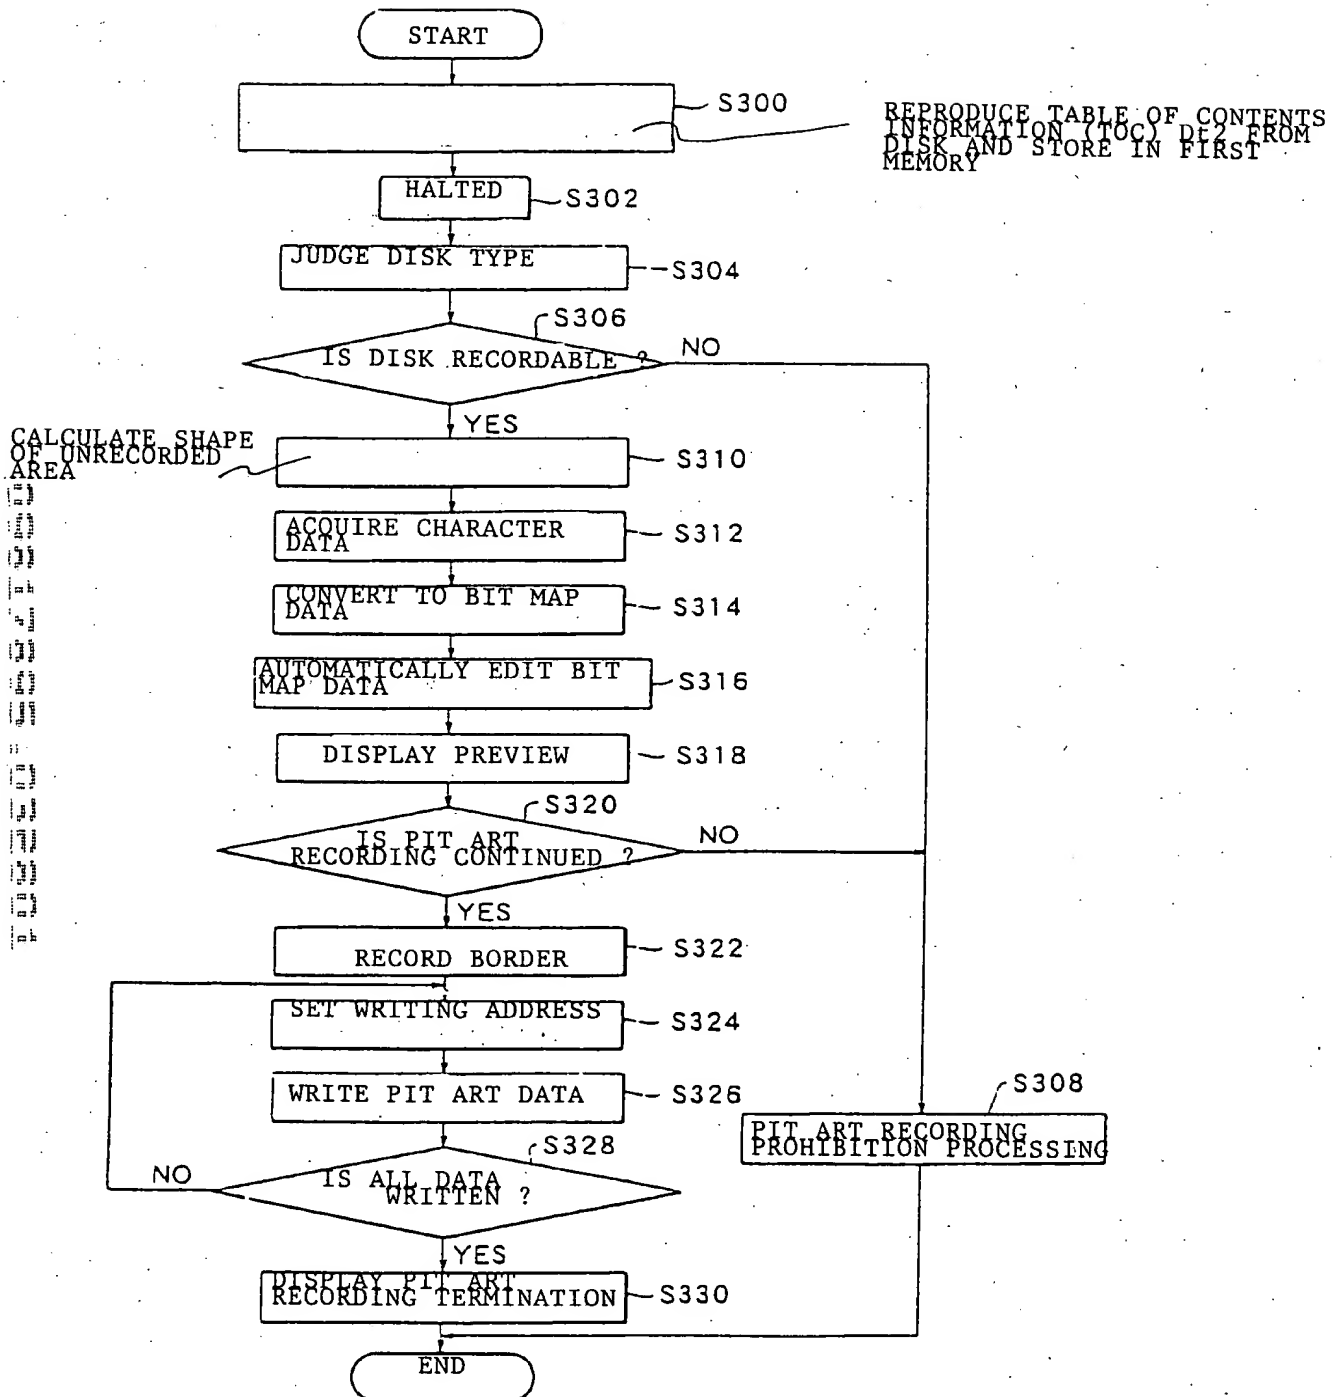 START
S300
REPRODUCE TABLE OF CONTENTS
INFORMATION (TOC) Dt2 FROM
DISK AND STORE IN FIRST
MEMORY
HALTED
S302
JUDGE DISK TYPE
S304
S306
IS DISK RECORDABLE ?
NO
YES
CALCULATE SHAPE
OF UNRECORDED
AREA
S310
ACQUIRE CHARACTER
DATA
S312
CONVERT TO BIT MAP
DATA
S314
AUTOMATICALLY EDIT BIT
MAP DATA
S316
DISPLAY PREVIEW
S318
S320
IS PIT ART
RECORDING CONTINUED ?
NO
YES
RECORD BORDER
S322
SET WRITING ADDRESS
S324
WRITE PIT ART DATA
S326
S308
PIT ART RECORDING
PROHIBITION PROCESSING
S328
IS ALL DATA
WRITTEN ?
NO
YES
DISPLAY PIT ART
RECORDING TERMINATION
S330
END